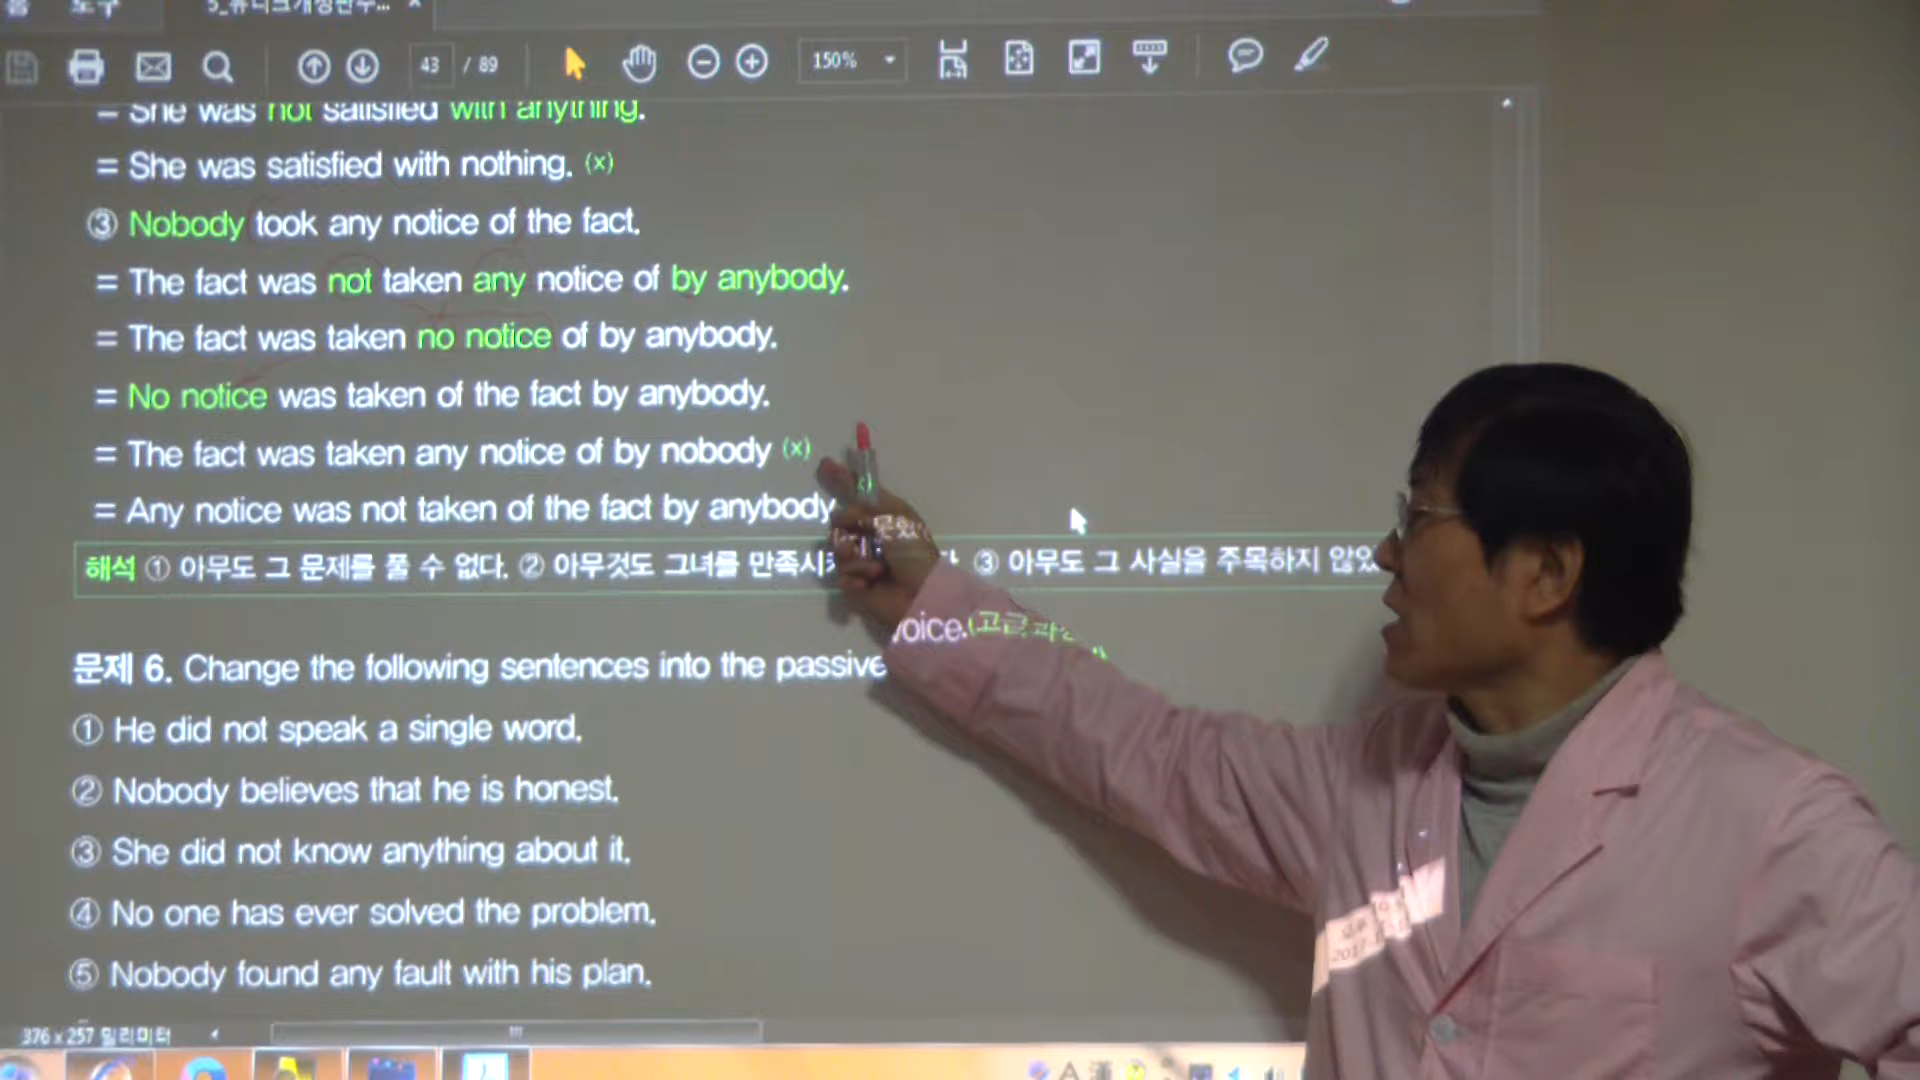 43 / 89
150%
= She was not satisfied with anything.
= She was satisfied with nothing. (x)
③ Nobody took any notice of the fact.
= The fact was not taken any notice of by anybody.
= The fact was taken no notice of by anybody.
= No notice was taken of the fact by anybody.
= The fact was taken any notice of by nobody (x)
= Any notice was not taken of the fact by anybody
해석 ① 아무도 그 문제를 풀 수 없다. ② 아무것도 그녀를 ③ 아무도 그 사실을 주목하지
문제 6. Change the following sentences into the passive voice.
① He did not speak a single word.
② Nobody believes that he is honest.
③ She did not know anything about it.
④ No one has ever solved the problem.
⑤ Nobody found any fault with his plan.
376 x 257 밀리미터